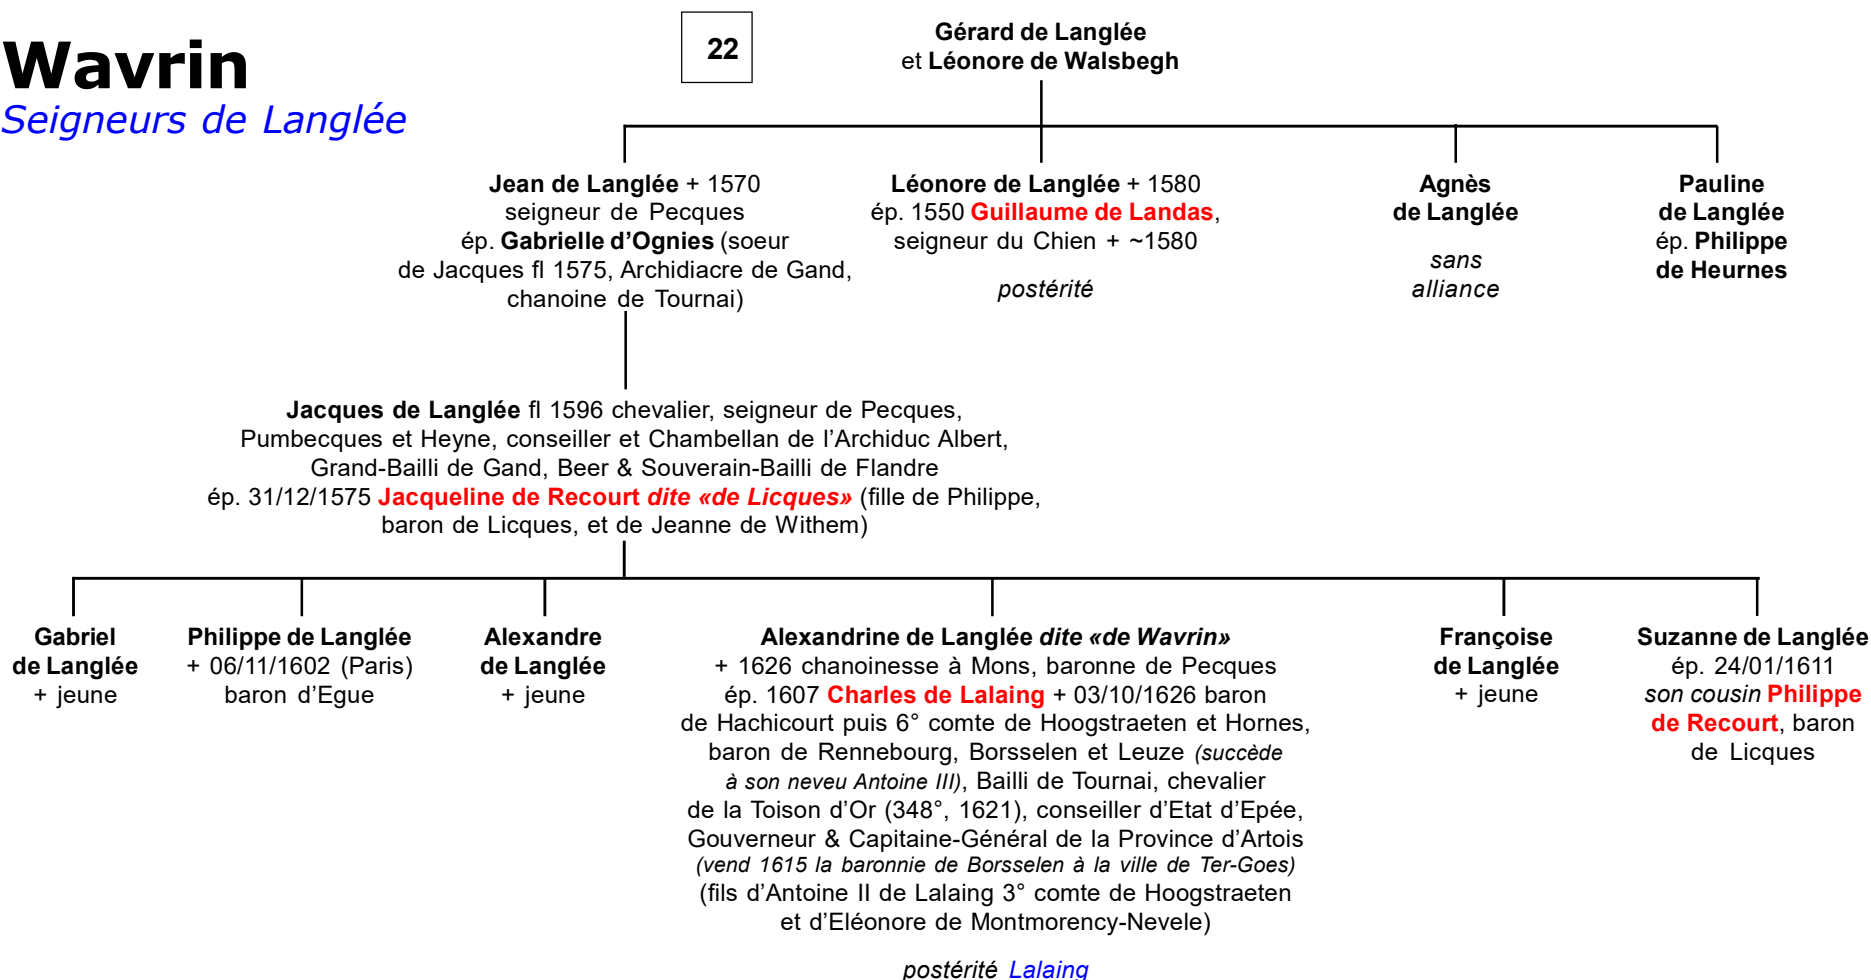 Wavrin
Seigneurs de Langlée
22
Gérard de Langlée
et Léonore de Walsbegh
Jean de Langlée + 1570
seigneur de Pecques
ép. Gabrielle d'Ognies (soeur
de Jacques fl 1575, Archidiacre de Gand,
chanoine de Tournai)
Léonore de Langlée + 1580
ép. 1550 Guillaume de Landas,
seigneur du Chien + ~1580
postérité
Agnès
de Langlée
sans
alliance
Pauline
de Langlée
ép. Philippe
de Heurnes
Jacques de Langlée fl 1596 chevalier, seigneur de Pecques,
Pumbecques et Heyne, conseiller et Chambellan de l'Archiduc Albert,
Grand-Bailli de Gand, Beer & Souverain-Bailli de Flandre
ép. 31/12/1575 Jacqueline de Recourt dite «de Licques» (fille de Philippe,
baron de Licques, et de Jeanne de Withem)
Gabriel
de Langlée
+ jeune
Philippe de Langlée
+ 06/11/1602 (Paris)
baron d'Egue
Alexandre
de Langlée
+ jeune
Alexandrine de Langlée dite «de Wavrin»
+ 1626 chanoinesse à Mons, baronne de Pecques
ép. 1607 Charles de Lalaing + 03/10/1626 baron
de Hachicourt puis 6° comte de Hoogstraeten et Hornes,
baron de Rennebourg, Borsselen et Leuze (succède
à son neveu Antoine III), Bailli de Tournai, chevalier
de la Toison d'Or (348°, 1621), conseiller d'Etat d'Epée,
Gouverneur & Capitaine-Général de la Province d'Artois
(vend 1615 la baronnie de Borsselen à la ville de Ter-Goes)
(fils d'Antoine II de Lalaing 3° comte de Hoogstraeten
et d'Eléonore de Montmorency-Nevele)
postérité Lalaing
Françoise
de Langlée
+ jeune
Suzanne de Langlée
ép. 24/01/1611
son cousin Philippe
de Recourt, baron
de Licques